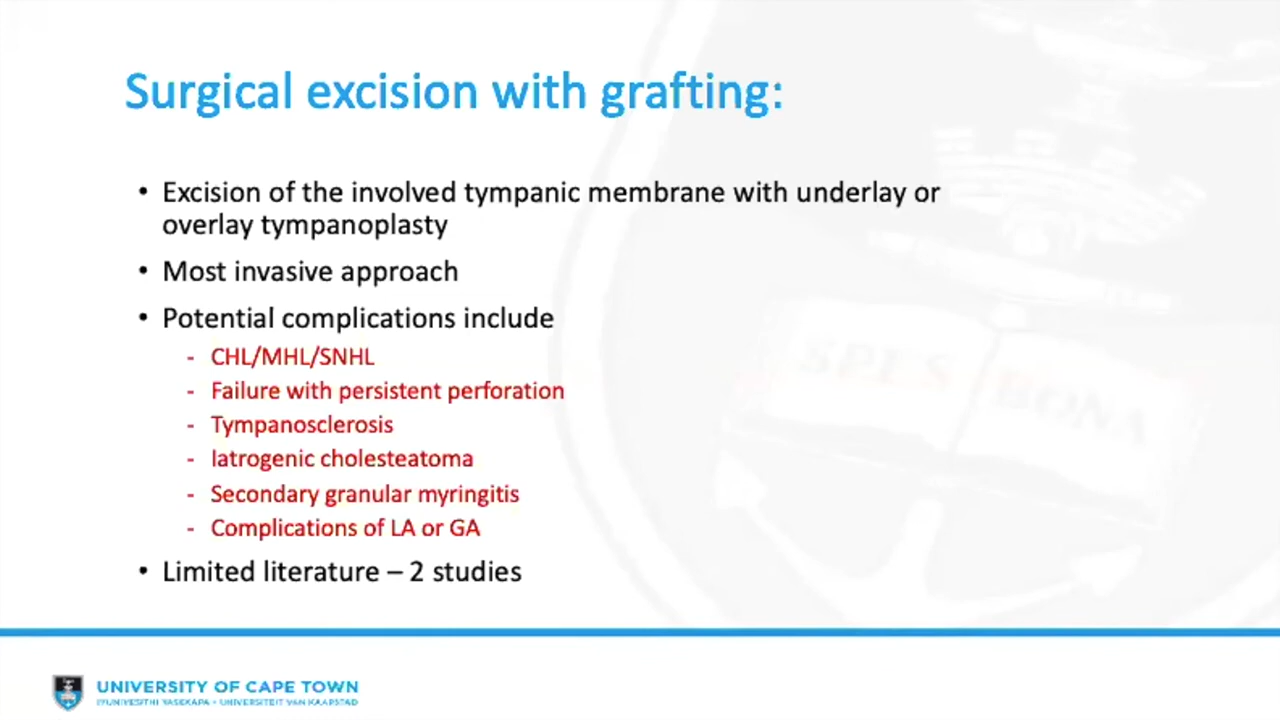 Surgical excision with grafting:
• Excision of the involved tympanic membrane with underlay or
overlay tympanoplasty
• Most invasive approach
• Potential complications include
- CHL/MHL/SNHL
- Failure with persistent perforation
- Tympanosclerosis
- Iatrogenic cholesteatoma
- Secondary granular myringitis
- Complications of LA or GA
• Limited literature – 2 studies
SPES BONA
UNIVERSITY OF CAPE TOWN
IYUNIVESITHI YASEKAPA • UNIVERSITEIT VAN KAAPSTAD